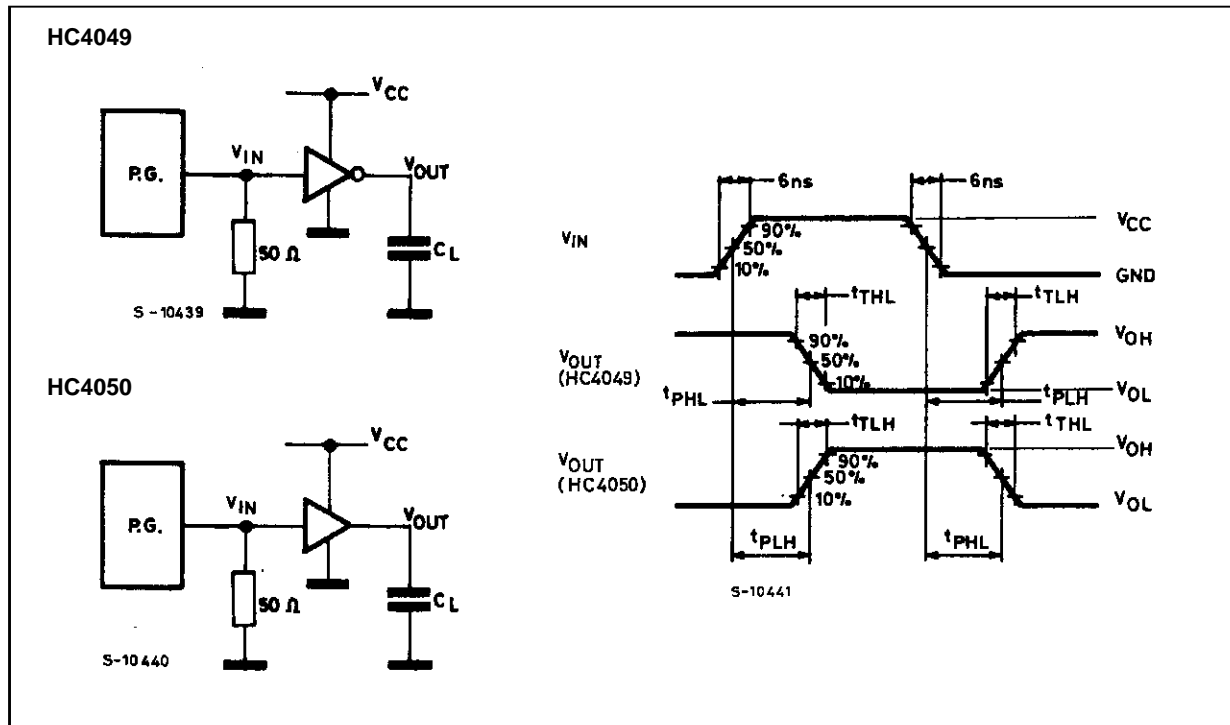 HC4049
VCC
P.G.
VIN
VOUT
50 Ω
CL
S-10439
HC4050
VCC
P.G.
VIN
VOUT
50 Ω
CL
S-10440
6ns
6ns
VIN
90%
50%
10%
VCC
GND
tTHL
tTLH
VOUT
(HC4049)
90%
50%
10%
VOH
VOL
tPHL
tPLH
tTLH
tTHL
VOUT
(HC4050)
90%
50%
10%
VOH
VOL
tPLH
tPHL
S-10441